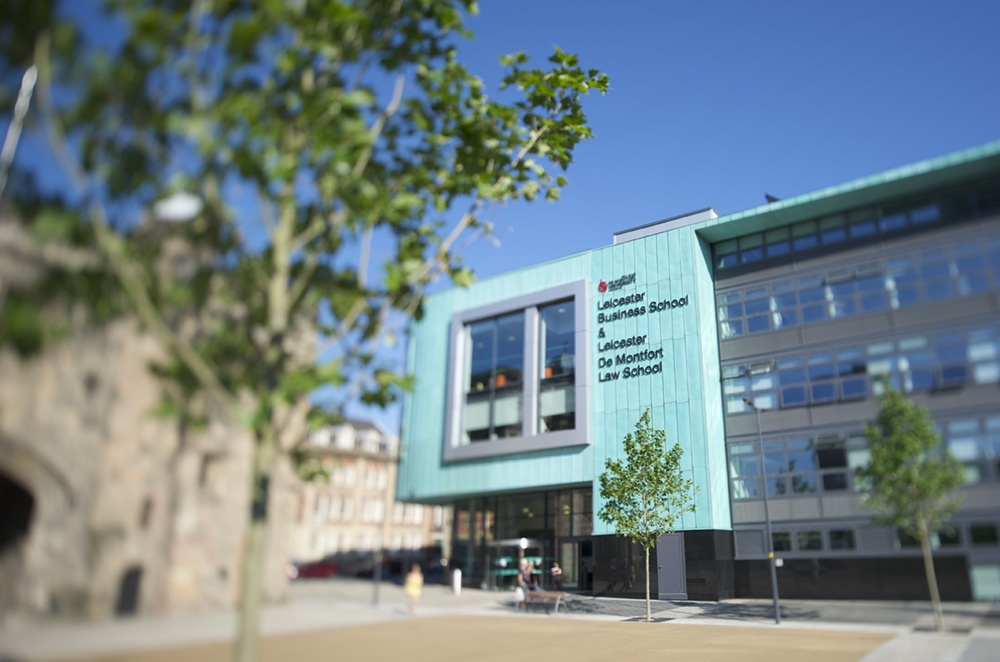 Leicester
Business School
&
Leicester
De Montfort
Law School